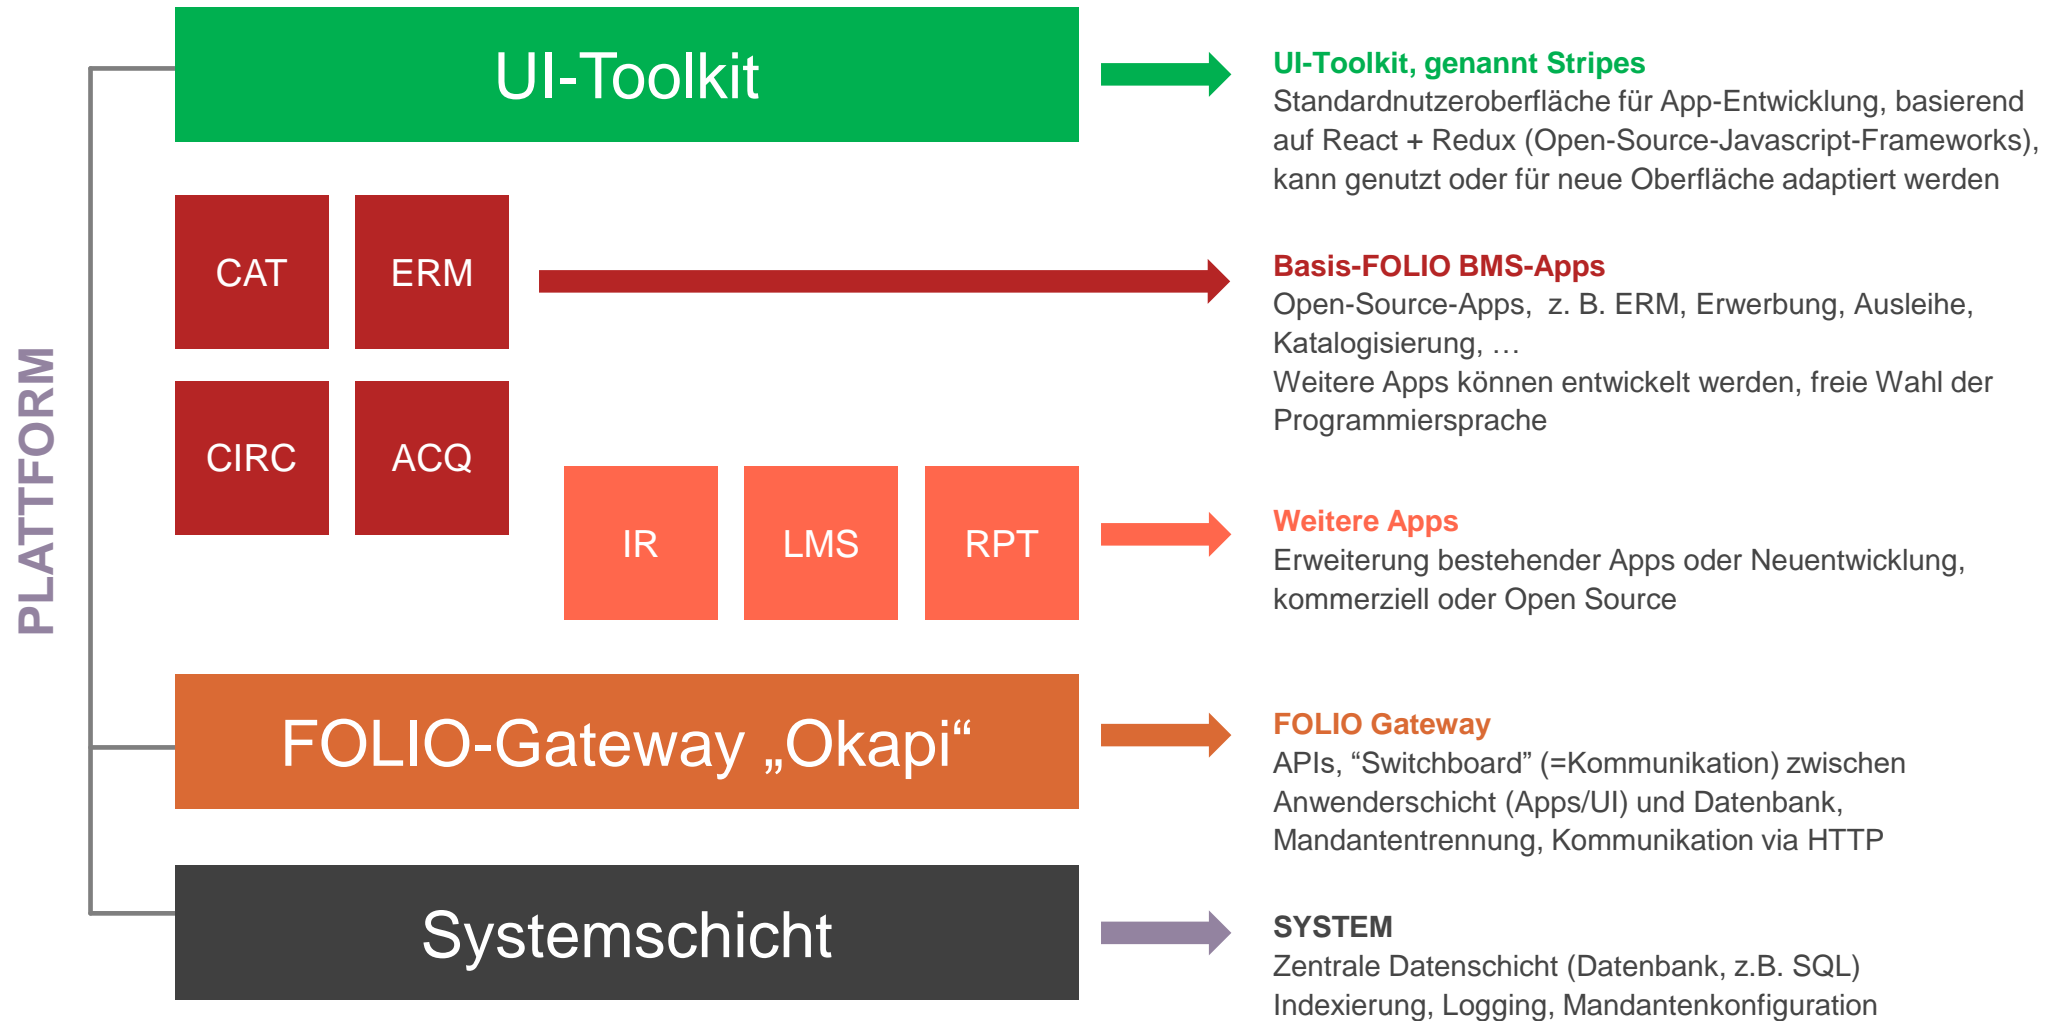 PLATTFORM
UI-Toolkit
UI-Toolkit, genannt Stripes
Standardnutzeroberfläche für App-Entwicklung, basierend
auf React + Redux (Open-Source-Javascript-Frameworks),
kann genutzt oder für neue Oberfläche adaptiert werden
CAT
ERM
CIRC
ACQ
Basis-FOLIO BMS-Apps
Open-Source-Apps,  z. B. ERM, Erwerbung, Ausleihe,
Katalogisierung, …
Weitere Apps können entwickelt werden, freie Wahl der
Programmiersprache
IR
LMS
RPT
Weitere Apps
Erweiterung bestehender Apps oder Neuentwicklung,
kommerziell oder Open Source
FOLIO-Gateway „Okapi“
FOLIO Gateway
APIs, “Switchboard” (=Kommunikation) zwischen
Anwenderschicht (Apps/UI) und Datenbank,
Mandantentrennung, Kommunikation via HTTP
Systemschicht
SYSTEM
Zentrale Datenschicht (Datenbank, z.B. SQL)
Indexierung, Logging, Mandantenkonfiguration